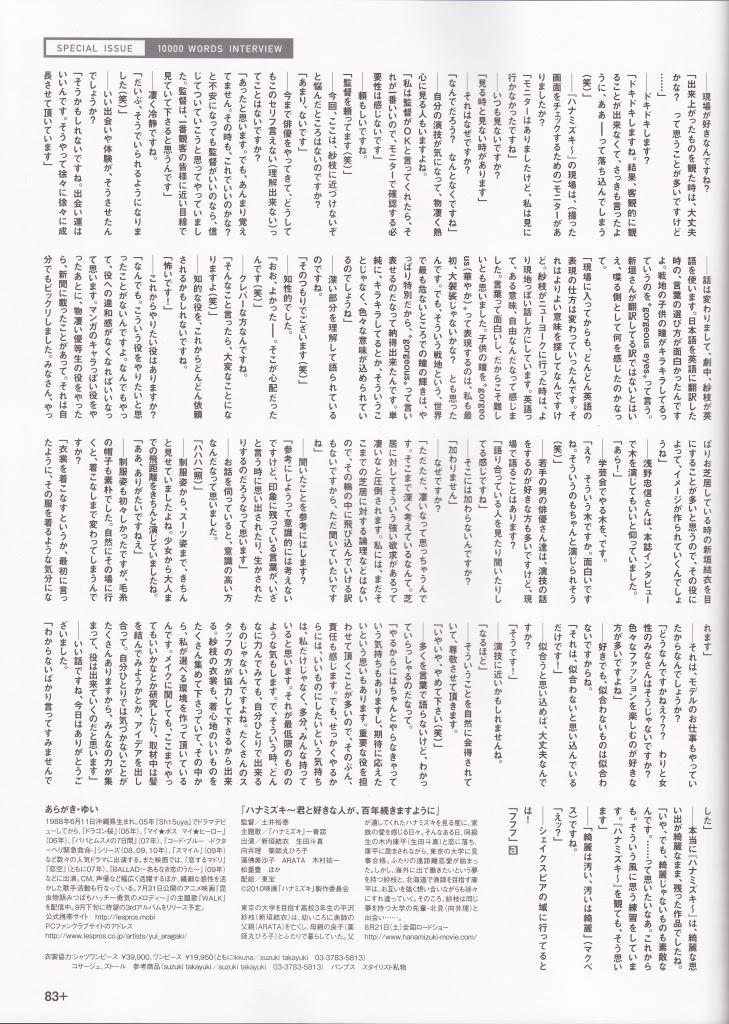 SPECIAL ISSUE
10000 WORDS INTERVIEW
――現場が好きなんですね？
「出来上がったものを観た時は、大丈夫
かな？　って思うことが多いですけど
……」
――ドキドキします？
「ドキドキしますね。結果、客観的に観
ることが出来なくて、さっきも言ったよ
うに、ああーって落ち込んでしまう
（笑）」
――『ハナミズキ』の現場は、（撮った
画面をチェックするための）モニターがあ
りましたか？
「モニターはありましたけど、私は見に
行かなかったですね」
――いつも見ないですか？
「見る時と見ない時があります」
――それはなぜですか？
「なんでだろう？　なんとなくですね」
――自分の演技が気になって、物凄く熱
心に見る人もいますよね。
「私は監督がOKと言ってくれたら、そ
れが一番いいので、モニターで確認する必
要性は感じないです」
――頼もしいですね。
「監督を頼ってます（笑）」
――今回、“ここは、紗枝に近づけないぞ
と悩んだところはないのですか？
「あまり、ないです」
――今まで俳優をやってきて、どうして
もこのセリフ言えない（理解出来ない）っ
てことはないですか？
「あったと思います。でも、あんまり覚え
てません。その時も、これでいいのかな？
と不安になっても監督がいいのなら、信
じてついていこうと思ってやっていまし
た。監督は、一番観客の皆様に近い目線で
見ていて下さると思うんです」
――凄く冷静ですね。
「だいぶ、そうでいられるようになりま
した（笑）」
――いい出会いや体験が、そうさせたん
でしょうか？
「そうかもしれないですね。出会い運は
いいんです。そうやって徐々に徐々に成
長させて頂いています」
――話は変わりまして、劇中、紗枝が英
語を使います。日本語を英語に翻訳した
時の、言葉の選び方が面白かったんです
よ。戦地の子供の瞳がキラキラしてるっ
ていうのを、“gorgeous eyes,,って言う。
新垣さんが翻訳してる訳ではないとはい
え、喋る側として何を感じたのかなっ
て。
「現場に入ってからも、どんどん英語の
表現の仕方は変わっていったんです。そ
れはよりよい意味を探してなんですけ
ど。紗枝がニューヨークに行った時は、よ
り現地っぽい話し方にしています。英語っ
て、ある意味、自由なんだなって感じま
した。言葉って面白し、だからこそ難し
いとも思いました。子供の瞳を、“gorgeo
us（華やか）,,って表現するのは、私も最
初、大袈裟じゃないかな？　とも思った
んです。でも、そういう戦地という、世界
で最も危ないところでの瞳の輝きは、や
っぱり特別だから、“gorgeous,,って言い
表せるのだなって納得出来たんです。単
純に、キラキラしてるとか、そういうこ
とじゃなく、色々な意味が込められてい
るのでしょうね」
――深い部分を理解して語られている
のですね。
「そのつもりでございます（笑）」
――知性的でした。
「おお、よかったー。そこが心配だった
んです（笑）」
――クレバーな方なんですね。
「そんなこと言ったら、大変なことにな
りますよ（笑）」
――知的な役を、これからどんどん依頼
されるかもしれないですね。
「怖いです！」
――これからやりたい役はありますか？
「なんでも。こういう役をやりたいと思
ったことがないんですよ。なんでもやっ
て、役への違和感がなくなればいいなっ
て思います。マンガのキャラっぽい役をや
ったあとに、物凄い優等生の役をやった
ら、新聞に載ったことがあって。それは自
分でもビックリしました。みなさん、やっ
ぱりお芝居している時の新垣結衣を目
にすることが多いと思うので、その役に
よって、イメージが作られていくんでしょ
うね」
――浅野忠信さんは、本誌インタビュー
で木を演じてもいいと仰っていました。
「あら！」
――学芸会でやる木を、です。
「え？　そういう木ですか。面白いです
ね。そういうのもちゃんと演じられそう
（笑）」
――若手の男の俳優さん達は、演技の話
をするのが好きな方も多いですけど、現
場で語ることはあります？
「語り合っている人を見たり聞いたりし
てる感じですね」
――そこには加わらないんですか？
「加わりません」
――なぜですか？
「ただただ、凄いなって思っちゃうんで
す。そこまで深く考えているなんて。芝
居に対してそういう強い欲求があるって
凄いなと圧倒されます。私には、まだそ
こまでの芝居に対する論理などはない
ので、その輪の中に飛び込んでいける訳
もないですから、ただ聞いていたいです
ね」
――聞いたことを参考にはします？
「参考にしようって意識的には考えない
ですけど、印象に残っている言葉が、いざ
と言う時に思い出されたり、生かされた
りするのだろうなって思います」
――お話を伺っていると、意識の高い方
なんだなって思いました。
「ハハハ（照）」
――制服姿から、スーツ姿まで、きちん
と見せていましたよね。少女から大人ま
での飛距離をきちんと演じていましたね。
「ああ、ありがたいですねぇ」
――制服姿も初々しかったですが、毛糸
の帽子も素朴でした。自然にその場に行
くと、着こなしまで変わってしまうんで
すか？
「衣裳を着こなすというか、最初に言っ
たように、その服を着るような気分にな
れます」
――それは、モデルのお仕事もやってい
たからなんでしょうか？
「どうなんですかねえ？？　わりと女
性のみなさんはそうじゃないですか？
色々なファッションを楽しむのが好きな
方が多いですよね」
――好きでも、似合わないものは似合わ
ないですからね。
「それは、似合わないと思い込んでいる
だけです！」
――似合うと思い込めば、大丈夫なんで
すか？
「そうです！」
――演技に近いかもしれませんね。
「なるほど」
――そういうことを自然に会得されて
いて、尊敬させて頂きます。
「いやいや、やめて下さい（笑）」
――多くを言葉で語らないけど、わかっ
ていらっしゃるのだなって。
「やるからにはちゃんとやらなきゃって
いう気持ちもありますし、期待に応えた
いという思いもあります。重要な役を担
わせて頂くことが多いので、そのぶん、
責任も感じます。でも、せっかくやるか
らには、いいものにしたいという気持ち
は、私だけじゃなく、多分、みんな持って
いると思います。それが最低限のものの
ような気もします。で、そういう時、どん
なに力んでみても、自分ひとりで出来る
ものじゃないんですよね。たくさんのス
タッフの方が協力して下さるから出来
る。紗枝の衣裳も、着心地のいいものを
たくさん集めて下さっていて、その中か
ら、私が選べる環境を作って頂いている
んです。メイクに関しても、ここまでやっ
てもいいかなとか研究したり、取材中は髪
を結んでみようかとか、アイデアを出し
合って。自分ひとりでは気づかないことが
たくさんありますから、みんなの力が集
まって、役は出来ていくのだと思います」
――いい話ですね。今日はありがとうご
ざいました。
「わからないばかり言ってすみませんで
した」
――本当に『ハナミズキ』は、綺麗な思
い出が綺麗なまま、残った作品でしたね。
「いや、でも、綺麗じゃないものも素敵な
んです。……って思いたいなあ。これから
も。そういう風に思う練習をしていま
す。『ハナミズキ』を観ても、そう思い
ます」
――「綺麗は汚い、汚いは綺麗」（マクベ
ス）ですね。
「えっ？」
――シェイクスピアの域に行ってると
「フフフ」
あらがき・ゆい
1988年6月11日沖縄県生まれ。05年『Sh15uya』でドラマデビ
ューしてから、『ドラゴン桜』（05年）、『マイ★ボス マイ★ヒーロー』
（06年）、『パパとムスメの7日間』（07年）、『コード・ブルー ードクタ
ーヘリ緊急救命ー』シリーズ（08、09、10年）、『スマイル』（09年）
など数々の人気ドラマに出演する。また映画では、『恋するマドリ』
『恋空』（ともに07年）、『BALLAD〜名もなき恋のうた〜』（09年）
などに出演。CM、声優など幅広く活躍するほか、繊細な感性を活
かした歌手活動も行なっている。7月31日公開のアニメ映画『昆
虫物語みつばちハッチ〜勇気のメロディ〜』の主題歌「WALK」
を配信中。9月下旬に待望の3rdアルバムをリリース予定。
公式携帯サイト　http://lespros.mobi
PCファンクラブサイトのアドレス
http://www.lespros.co.jp/artists/yui_aragaki/
『ハナミズキ〜君と好きな人が、百年続きますように』
監督／土井裕泰
主題歌／「ハナミズキ」一青窈
出演／新垣結衣　生田斗真
向井理　薬師丸ひろ子
蓮佛美沙子　ARATA　木村祐一
松重豊　ほか
配給／東宝
©2010映画「ハナミズキ」製作委員会
東京の大学を目指す高校3年生の平沢
紗枝（新垣結衣）は、幼いころに漁師の
父親（ARATA）を亡くし、母親の良子（薬
師丸ひろ子）とふたりで暮らしていた。父
が遺してくれたハナミズキを見る度に、家
族の愛を感じる日々。そんなある日、同級
生の木内康平（生田斗真）と恋に落ちる。
康平に励まされながら、東京の大学に見
事合格。ふたりの遠距離恋愛が始まっ
た。しかし、海外に出て働きたいという夢
を持つ紗枝と、北海道で漁師を目指す康
平は、お互いを強く想い合いながらも徐々
にすれ違っていく。そのころ、紗枝は同じ
夢を持つ大学の先輩・北見（向井理）と
出会い……。
8月21日（土）全国ロードショー
http://www.hanamizuki-movie.com/
衣裳協力：シャツワンピース ¥39,900、ワンピース ¥19,950（ともにikkuna／suzuki takayuki　03-3782-5813）
コサージュ、ストール　参考商品（suzuki takayuki／suzuki takayuki　03-3783-5813）　パンプス　スタイリスト私物
83+